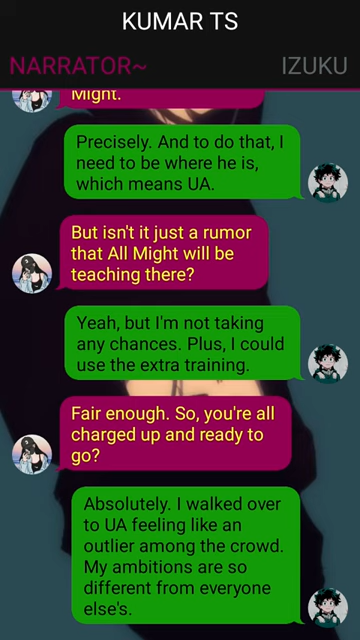 KUMAR TS
NARRATOR~
IZUKU
Might.
Precisely. And to do that, I
need to be where he is,
which means UA.
But isn't it just a rumor
that All Might will be
teaching there?
Yeah, but I'm not taking
any chances. Plus, I could
use the extra training.
Fair enough. So, you're all
charged up and ready to
go?
Absolutely. I walked over
to UA feeling like an
outlier among the crowd.
My ambitions are so
different from everyone
else's.